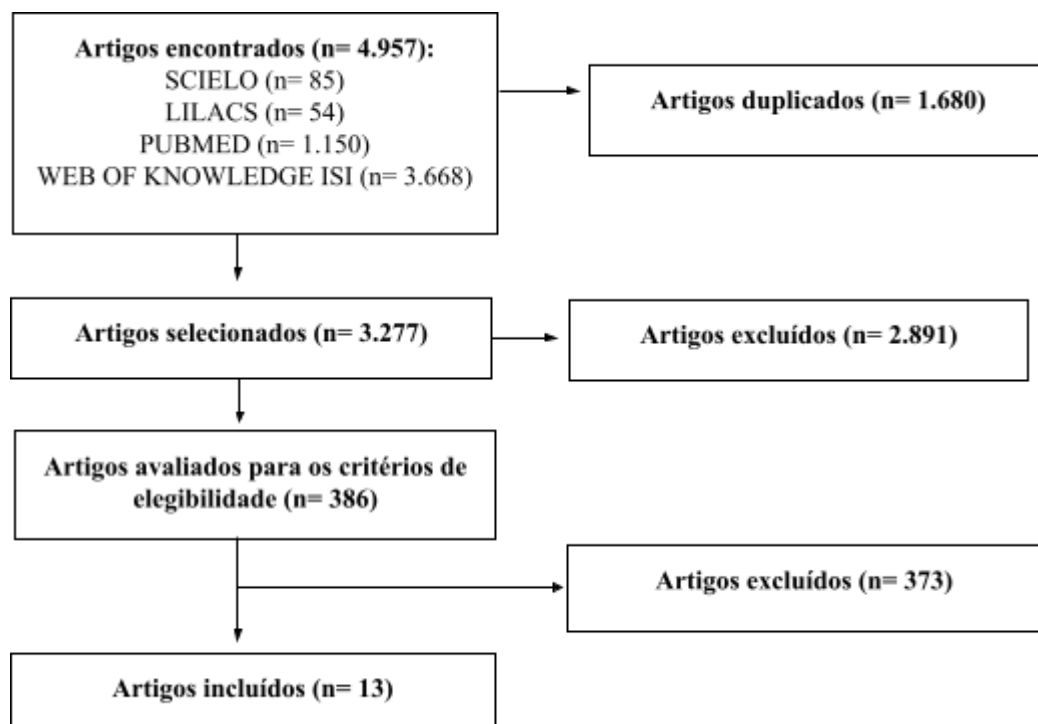 Artigos encontrados (n= 4.957):
SCIELO (n= 85)
LILACS (n= 54)
PUBMED (n= 1.150)
WEB OF KNOWLEDGE ISI (n= 3.668)
Artigos duplicados (n= 1.680)
Artigos selecionados (n= 3.277)
Artigos excluídos (n= 2.891)
Artigos avaliados para os critérios de
elegibilidade (n= 386)
Artigos excluídos (n= 373)
Artigos incluídos (n= 13)